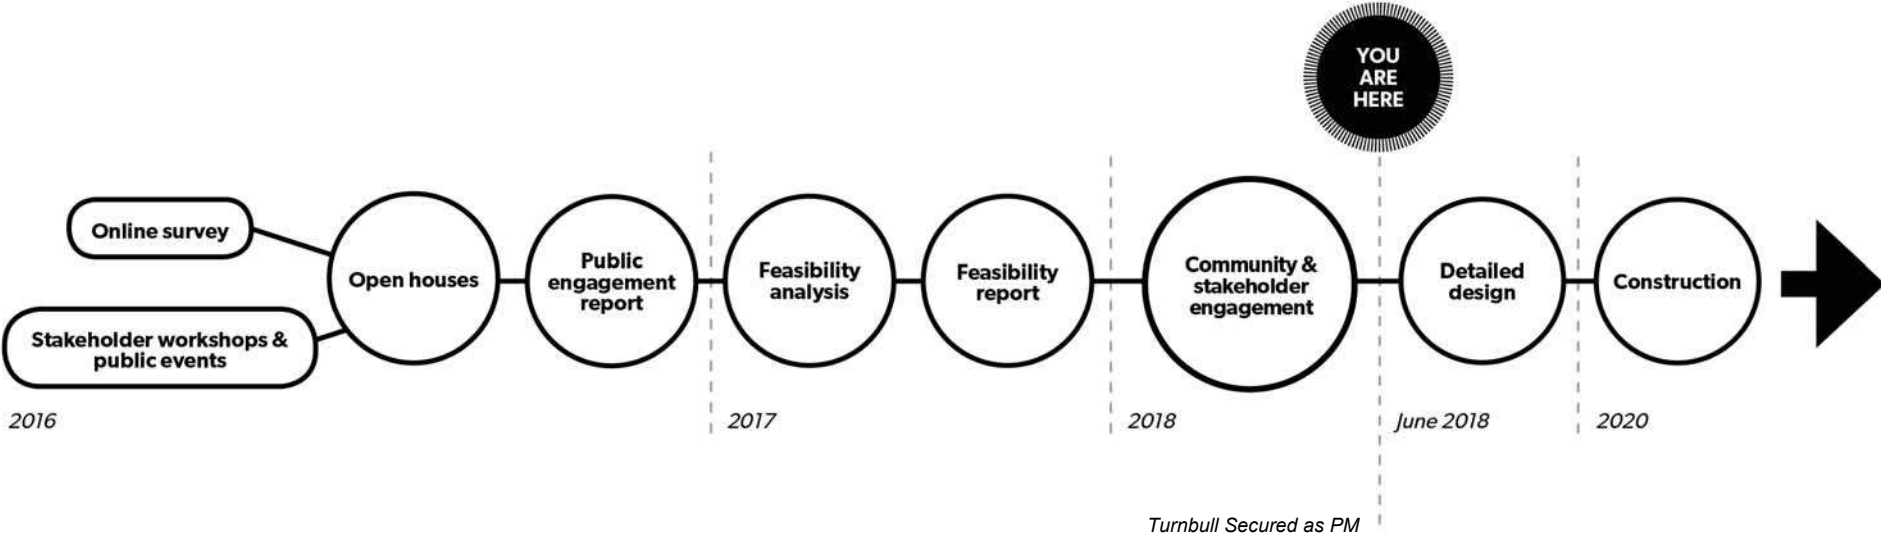 YOU
ARE
HERE
Online survey
Stakeholder workshops &
public events
Open houses
Public
engagement
report
Feasibility
analysis
Feasibility
report
Community &
stakeholder
engagement
Detailed
design
Construction
2016
2017
2018
June 2018
2020
Turnbull Secured as PM